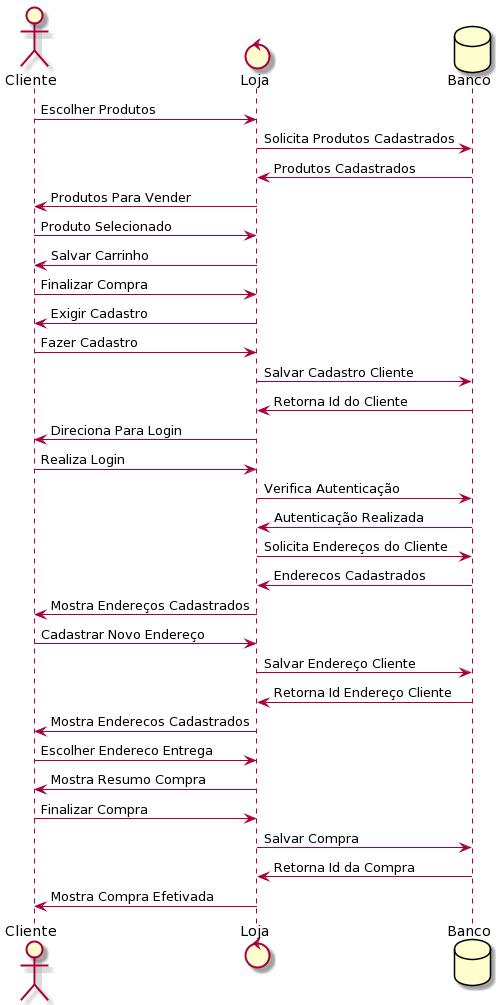 Cliente
Loja
Banco
Escolher Produtos
Solicita Produtos Cadastrados
Produtos Cadastrados
Produtos Para Vender
Produto Selecionado
Salvar Carrinho
Finalizar Compra
Exigir Cadastro
Fazer Cadastro
Salvar Cadastro Cliente
Retorna Id do Cliente
Direciona Para Login
Realiza Login
Verifica Autenticação
Autenticação Realizada
Solicita Endereços do Cliente
Enderecos Cadastrados
Mostra Endereços Cadastrados
Cadastrar Novo Endereço
Salvar Endereço Cliente
Retorna Id Endereço Cliente
Mostra Enderecos Cadastrados
Escolher Endereco Entrega
Mostra Resumo Compra
Finalizar Compra
Salvar Compra
Retorna Id da Compra
Mostra Compra Efetivada
Cliente
Loja
Banco